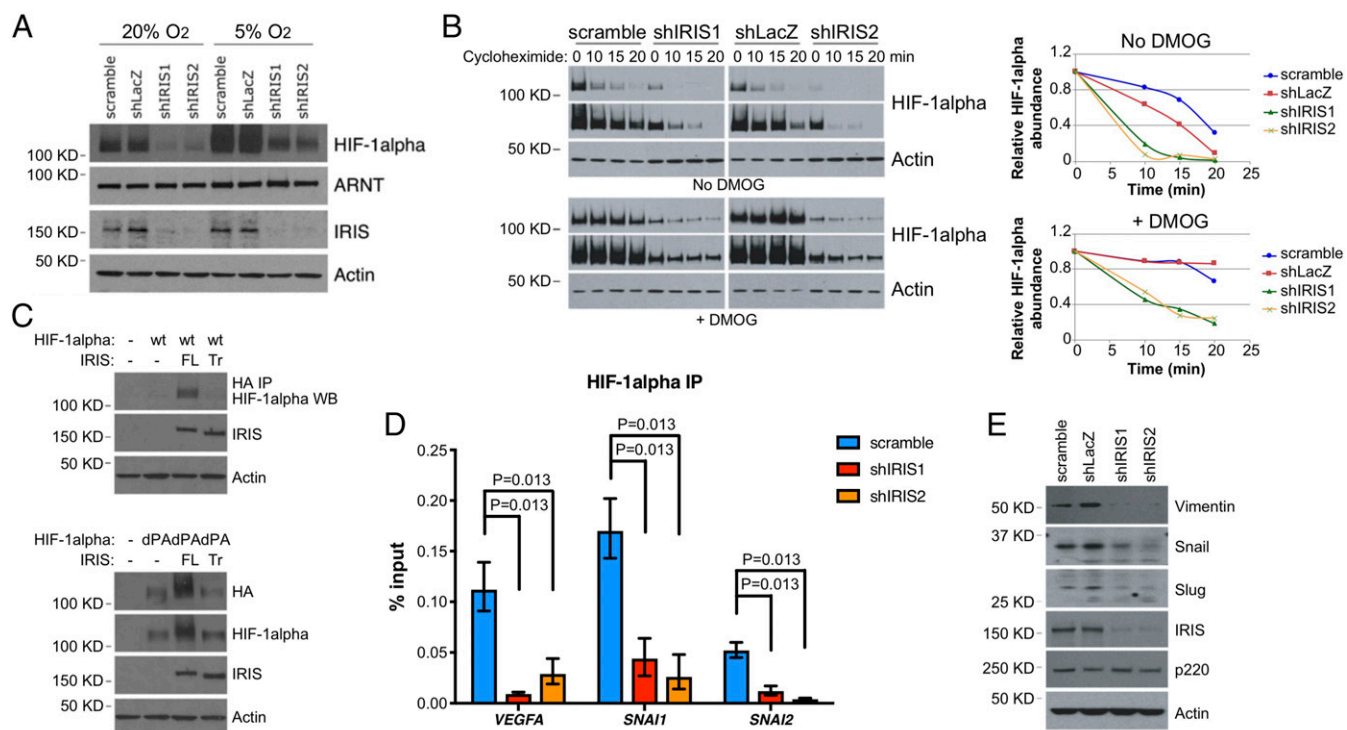 A
20% O2 5% O2
scramble shLacZ shIRIS1 shIRIS2 Scramble shLacZ shIRIS1 shIRIS2
HIF-1alpha
100 KD
100 KD
ARNT
150 KD
IRIS
50 KD
Actin
B
scramble shIRIS1 shLacZ shIRIS2
Cycloheximide: 0 10 15 20 0 10 15 20 0 10 15 20 0 10 15 20 min
100 KD
HIF-1alpha
50 KD
Actin
No DMOG
100 KD
HIF-1alpha
50 KD
Actin
+ DMOG
No DMOG
Relative HIF-1alpha abundance
1.2
0.8
0.4
0
0 5 10 15 20 25
Time (min)
scramble
shLacZ
shIRIS1
shIRIS2
+ DMOG
Relative HIF-1alpha abundance
1.2
0.8
0.4
0
0 5 10 15 20 25
Time (min)
scramble
shLacZ
shIRIS1
shIRIS2
C
HIF-1alpha: - wt wt wt
IRIS: - - FL Tr
HA IP
HIF-1alpha WB
100 KD
150 KD
IRIS
50 KD
Actin
HIF-1alpha: - dPAdPAdPA
IRIS: - - FL Tr
HA
100 KD
HIF-1alpha
100 KD
IRIS
150 KD
50 KD
Actin
D
HIF-1alpha IP
% input
0.25
0.20
0.15
0.10
0.05
0.00
P=0.013
P=0.013
P=0.013
P=0.013
P=0.013
P=0.013
VEGFA SNAI1 SNAI2
scramble
shIRIS1
shIRIS2
E
scramble shLacZ shIRIS1 shIRIS2
50 KD
Vimentin
37 KD
Snail
Slug
25 KD
150 KD
IRIS
250 KD
p220
50 KD
Actin